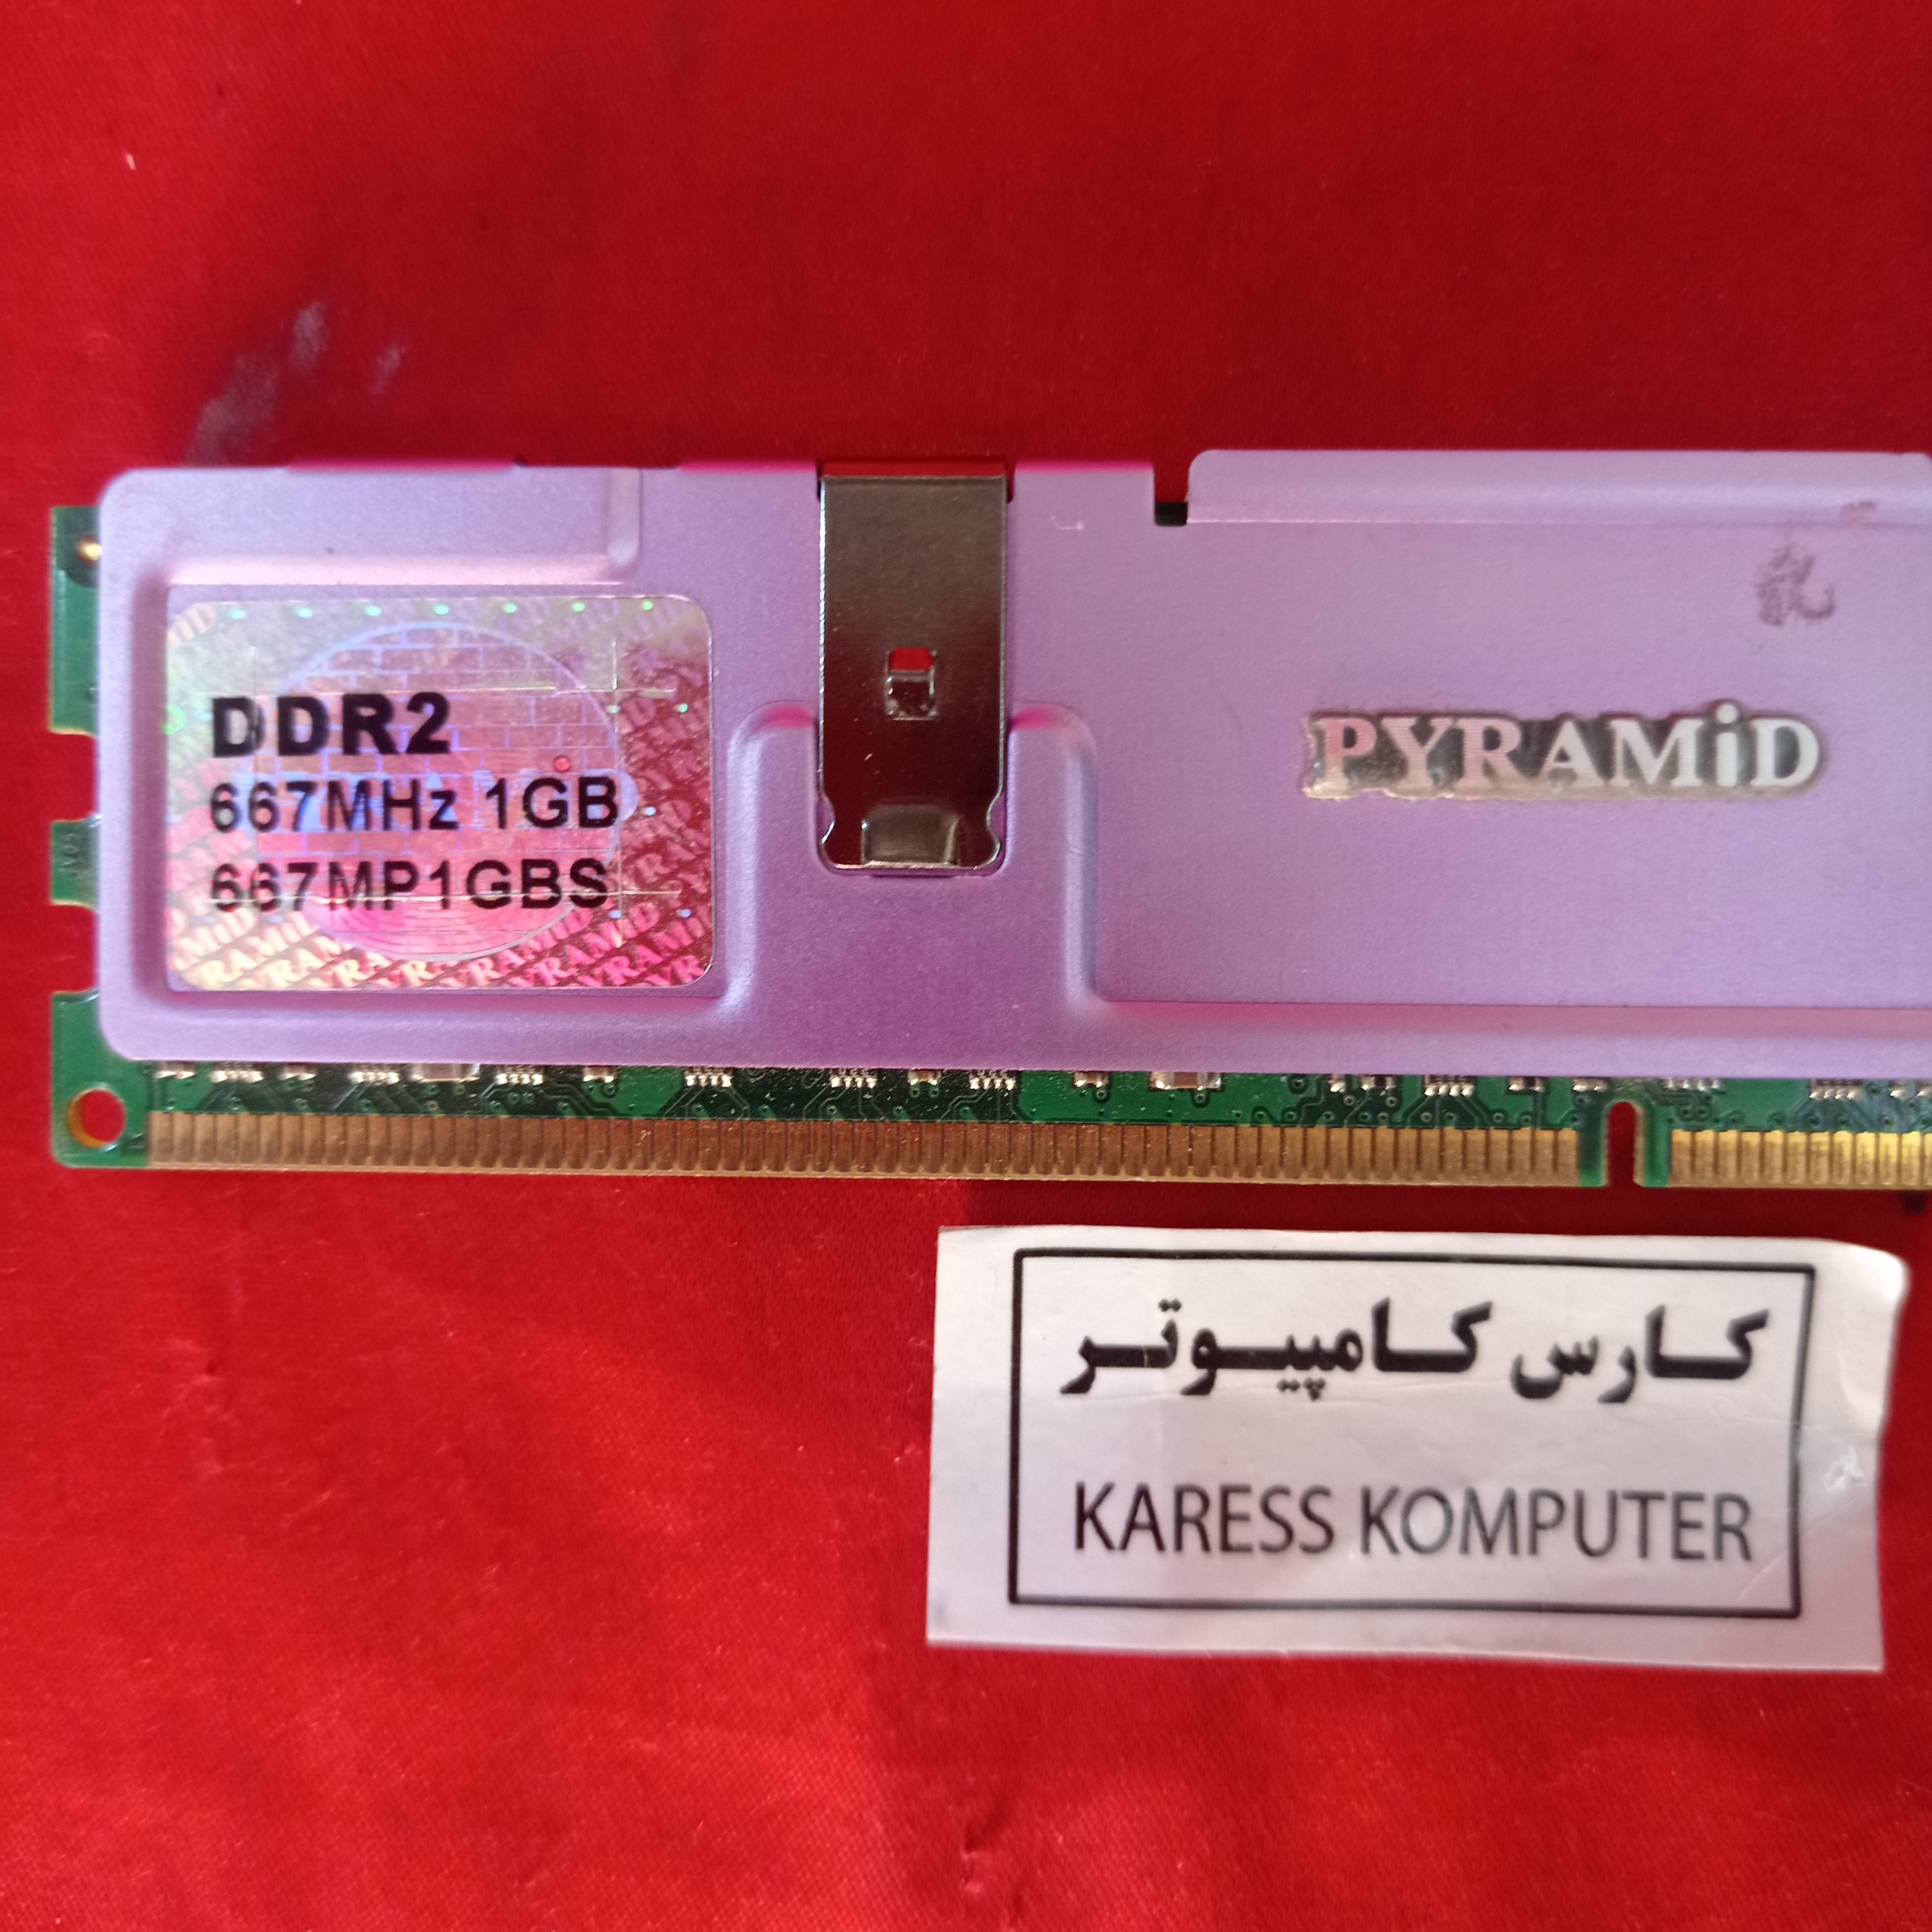 DDR2
667MHz 1GB
667MP1GBS
PYRAMiD
کارس کامپیوتر
KARESS KOMPUTER